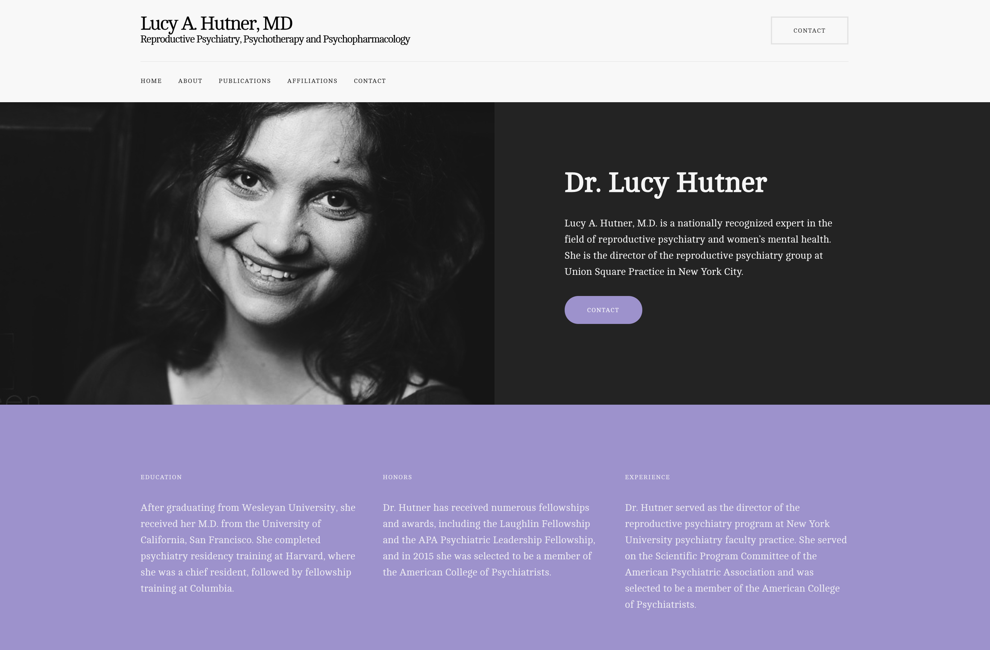 Lucy A. Hutner, MD
Reproductive Psychiatry, Psychotherapy and Psychopharmacology
CONTACT
HOME ABOUT PUBLICATIONS AFFILIATIONS CONTACT
Dr. Lucy Hutner
Lucy A. Hutner, M.D. is a nationally recognized expert in the
field of reproductive psychiatry and women's mental health.
She is the director of the reproductive psychiatry group at
Union Square Practice in New York City.
CONTACT
EDUCATION
After graduating from Wesleyan University, she
received her M.D. from the University of
California, San Francisco. She completed
psychiatry residency training at Harvard, where
she was a chief resident, followed by fellowship
training at Columbia.
HONORS
Dr. Hutner has received numerous fellowships
and awards, including the Laughlin Fellowship
and the APA Psychiatric Leadership Fellowship,
and in 2015 she was selected to be a member of
the American College of Psychiatrists.
EXPERIENCE
Dr. Hutner served as the director of the
reproductive psychiatry program at New York
University psychiatry faculty practice. She served
on the Scientific Program Committee of the
American Psychiatric Association and was
selected to be a member of the American College
of Psychiatrists.